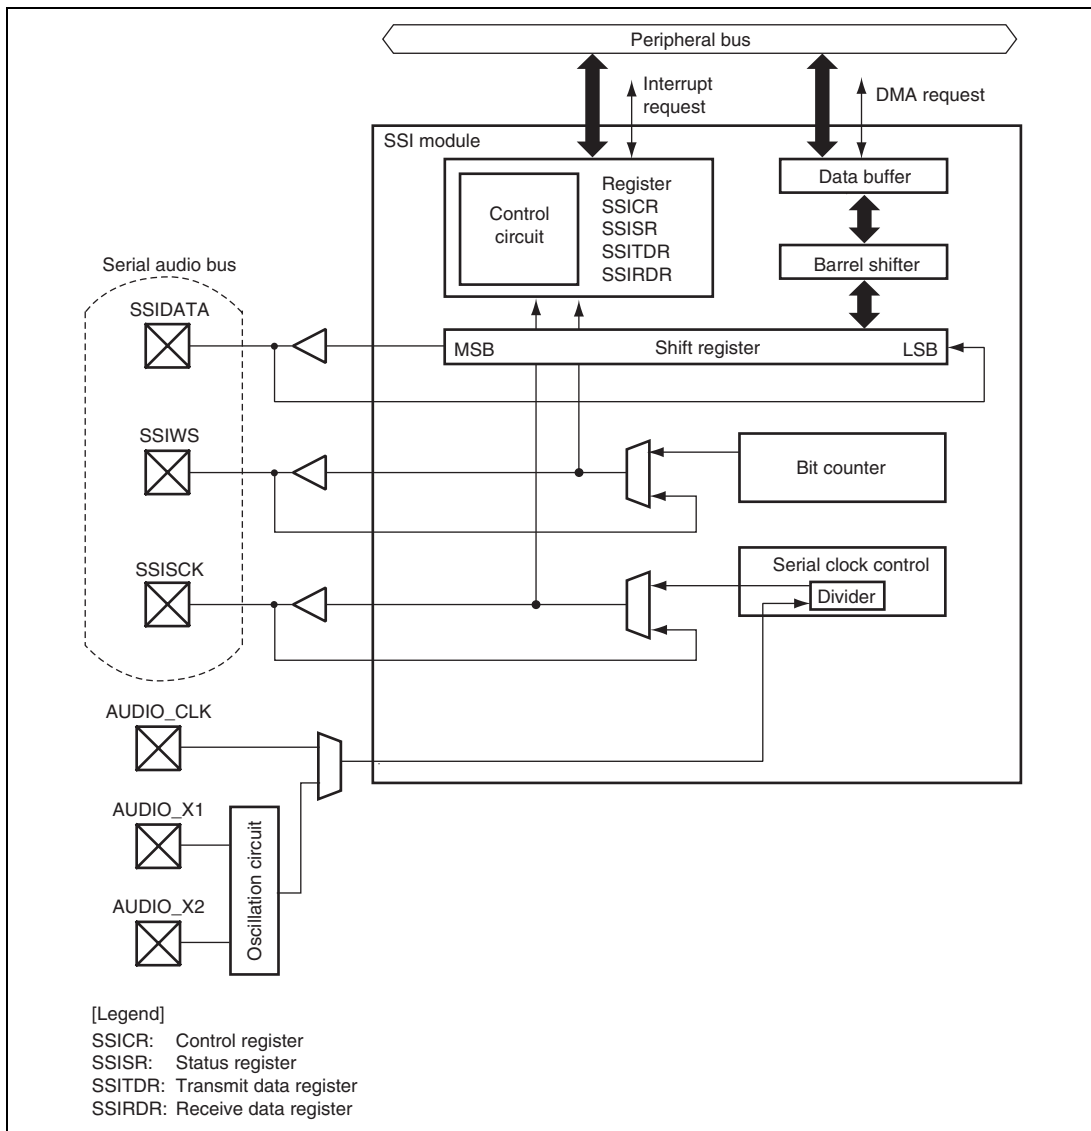 Peripheral bus
Interrupt
request
DMA request
SSI module
Register
SSICR
SSISR
SSITDR
SSIRDR
Control
circuit
Data buffer
Barrel shifter
Serial audio bus
SSIDATA
MSB
Shift register
LSB
SSIWS
Bit counter
SSISCK
Serial clock control
Divider
AUDIO_CLK
AUDIO_X1
AUDIO_X2
Oscillation circuit
[Legend]
SSICR: Control register
SSISR: Status register
SSITDR: Transmit data register
SSIRDR: Receive data register